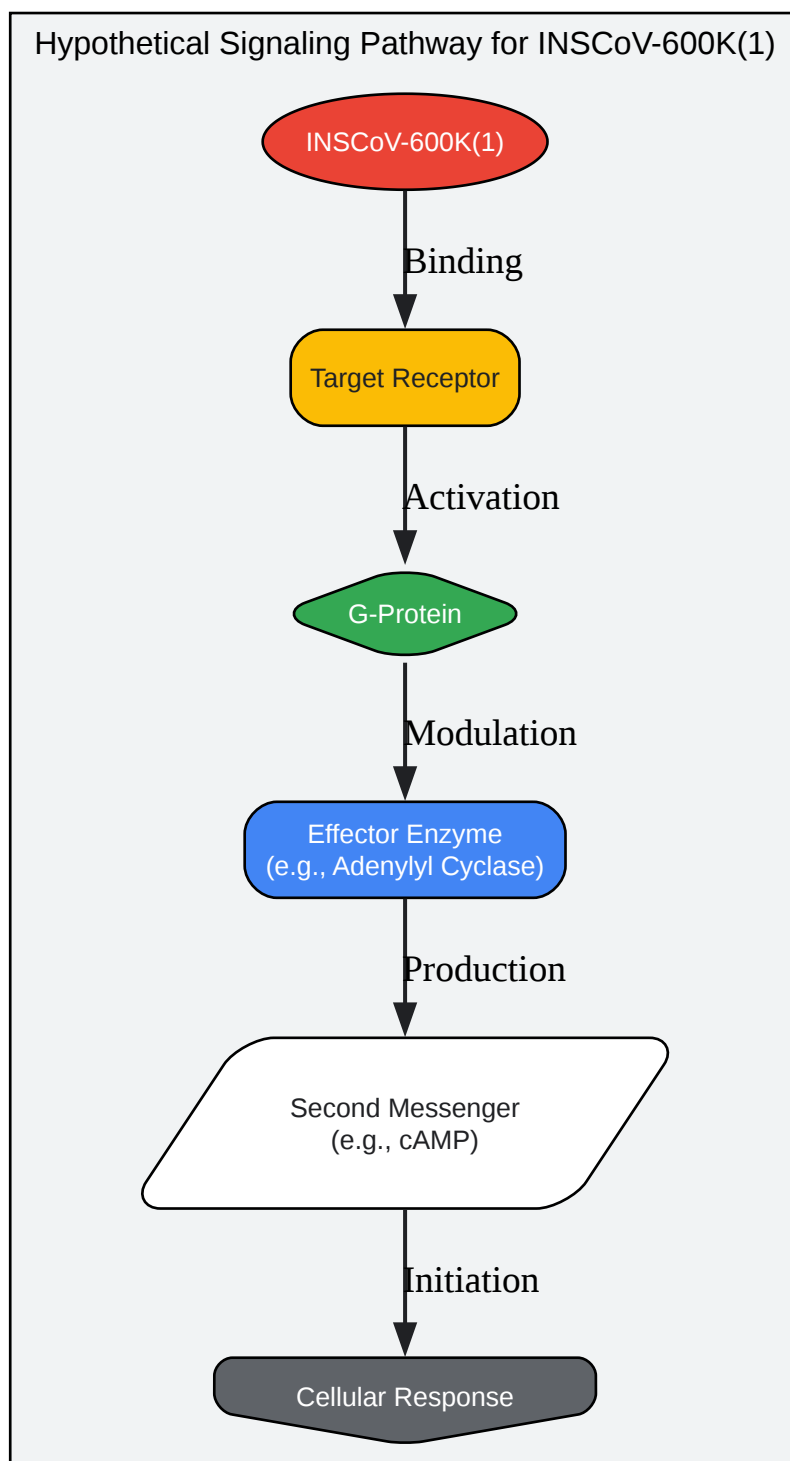 Hypothetical Signaling Pathway for INSCoV-600K(1)
INSCoV-600K(1)
Binding
Target Receptor
Activation
G-Protein
Modulation
Effector Enzyme
(e.g., Adenylyl Cyclase)
Production
Second Messenger
(e.g., cAMP)
Initiation
Cellular Response